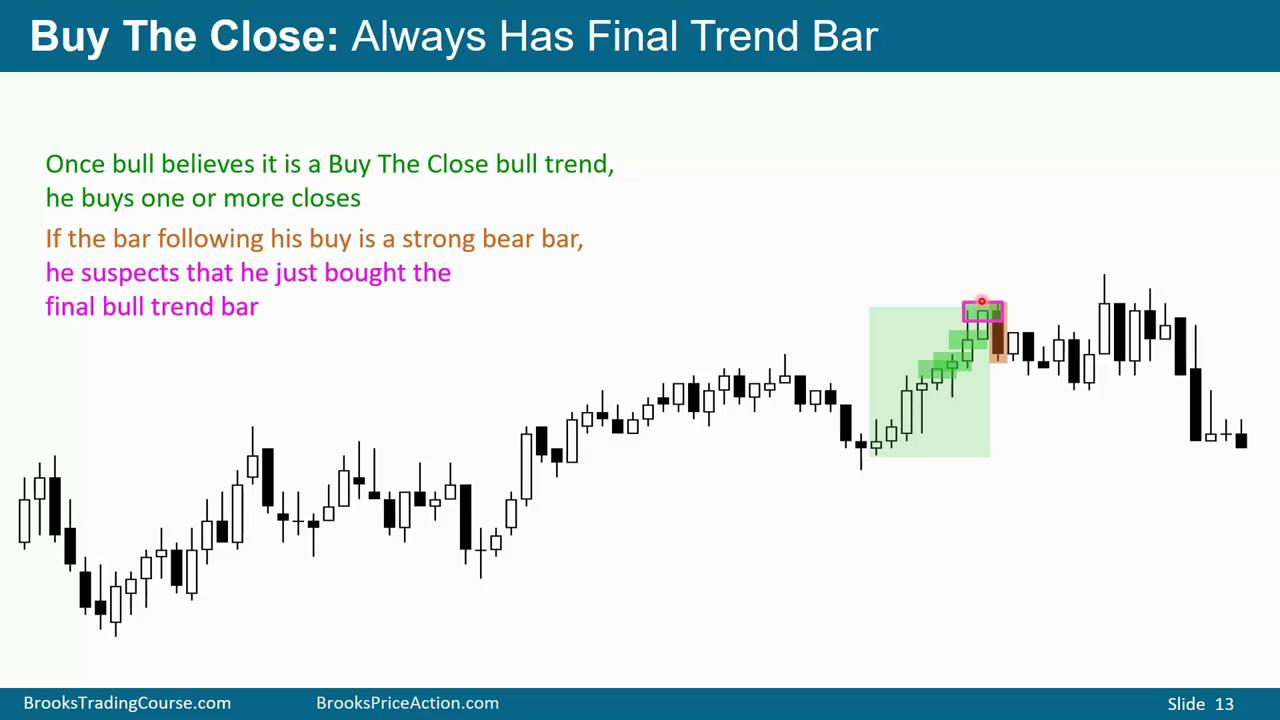 Buy The Close: Always Has Final Trend Bar
Once bull believes it is a Buy The Close bull trend,
he buys one or more closes
If the bar following his buy is a strong bear bar,
he suspects that he just bought the
final bull trend bar
BrooksTradingCourse.com
BrooksPriceAction.com
Slide 13